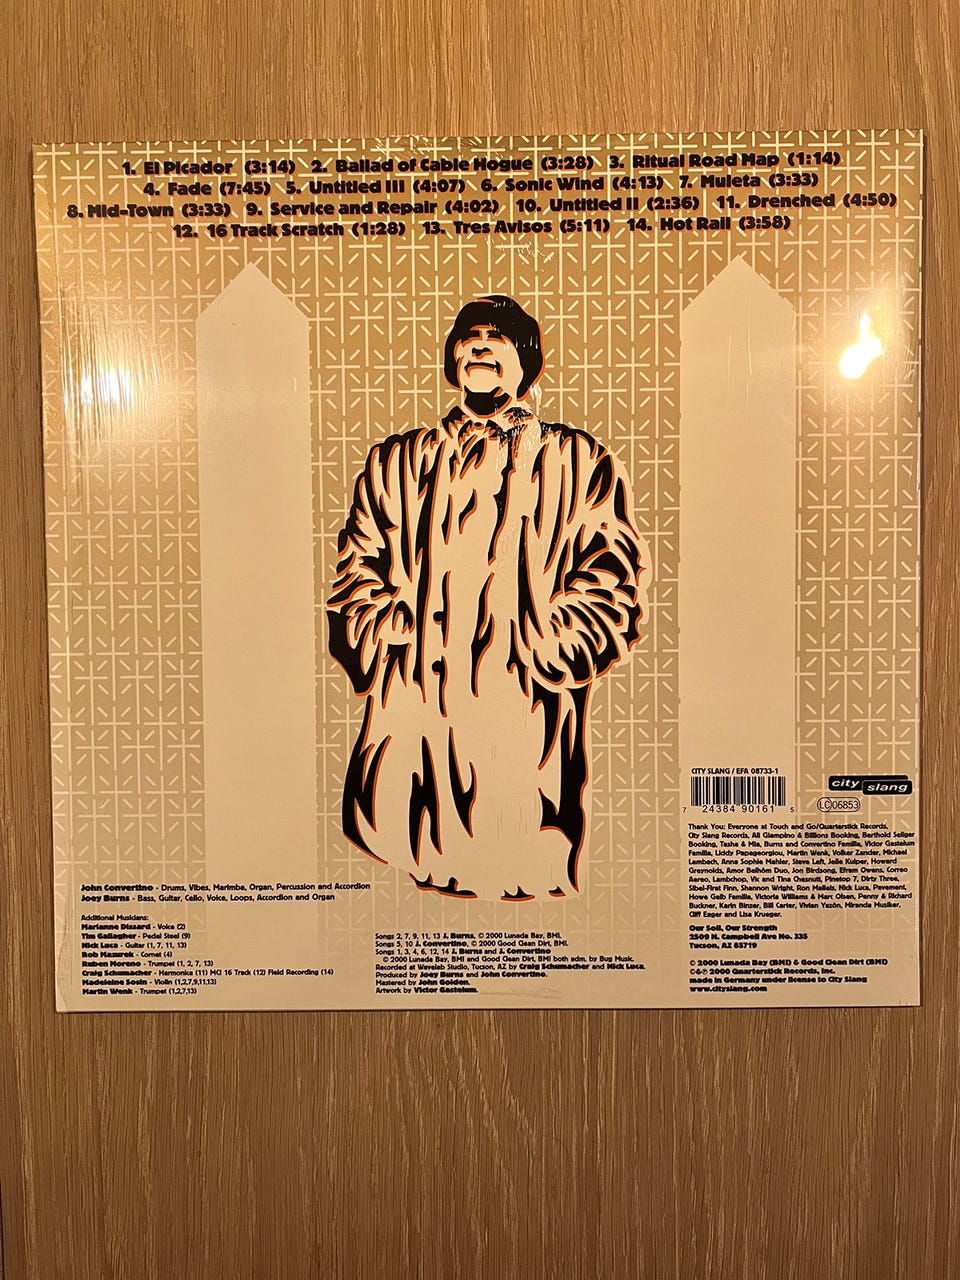 1. El Picador (3:14) 2. Ballad of Cable Hogue (3:28) 3. Ritual Road Map (1:14)
4. Fade (7:45) 5. Untitled III (4:07) 6. Sonic Wind (4:13) 7. Muleta (3:33)
8. Mid-Town (3:33) 9. Service and Repair (4:02) 10. Untitled II (2:36) 11. Drenched (4:50)
12. 16 Track Scratch (1:28) 13. Tres Avisos (5:11) 14. Hot Rail (3:58)
John Convertino - Drums, Vibes, Marimba, Organ, Percussion and Accordion
Joey Burns - Bass, Guitar, Cello, Voice, Loops, Accordion and Organ
Additional Musicians:
Marianne Dissard - Voice (2)
Tim Gallagher - Pedal Steel (9)
Nick Luca - Guitar (1, 7, 11, 13)
Rob Mazurek - Cornet (4)
Ruben Moreno - Trumpet (1, 2, 7, 13)
Craig Schumacher - Harmonica (11) MCI 16 Track (12) Field Recording (14)
Madeleine Sosin - Violin (1,2,7,9,11,13)
Martin Wenk - Trumpet (1,2,7,13)
Songs 2, 7, 9, 11, 13 J. Burns, © 2000 Lunada Bay, BMI.
Songs 5, 10 J. Convertino, © 2000 Good Clean Dirt, BMI.
Songs 1, 3, 4, 6, 12, 14 J. Burns and J. Convertino
© 2000 Lunada Bay, BMI and Good Clean Dirt, BMI both adm. by Bug Music.
Recorded at Wavelab Studio, Tucson, AZ by Craig Schumacher and Nick Luca.
Produced by Joey Burns and John Convertino.
Mastered by John Golden.
Artwork by Victor Gastelum.
CITY SLANG / EFA 08733-1
7 24384 90161 5
city slang
LC 06853
Thank You: Everyone at Touch and Go/Quarterstick Records,
City Slang Records, Ali Giampino & Billions Booking, Berthold Seliger
Booking, Tasha & Mia, Burns and Convertino Familia, Victor Gastelum
Familia, Liddy Papageorgiou, Martin Wenk, Volker Zander, Michael
Lembach, Anna Sophie Mahler, Steve Left, Jelle Kuiper, Howard
Greynolds, Amor Belhom Duo, Jon Birdsong, Efram Owens, Correo
Aereo, Lambchop, Vic and Tina Chesnutt, Pinetop 7, Dirty Three,
Sibel-First Finn, Shannon Wright, Ron Malleis, Nick Luca, Pavement,
Howe Gelb Familia, Victoria Williams & Marc Olsen, Penny & Richard
Buckner, Karin Binzer, Bill Carter, Vivian Yazón, Miranda Musiker,
Cliff Eager and Lisa Krueger.
Our Soil, Our Strength
2509 N. Campbell Ave No. 335
Tucson, AZ 85719
© 2000 Lunada Bay (BMI) & Good Clean Dirt (BMI)
©&℗ 2000 Quarterstick Records, Inc.
made in Germany under license to City Slang
www.cityslang.com